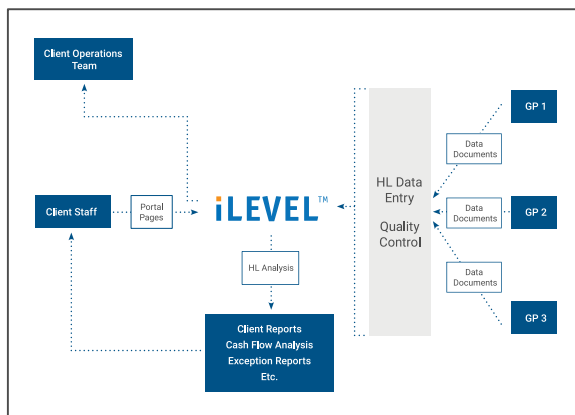 Client Operations
Team
GP 1
Data
Documents
HL Data
Entry
Quality
Control
Client Staff
Portal
Pages
iLEVEL™
Data
Documents
GP 2
HL Analysis
Data
Documents
GP 3
Client Reports
Cash Flow Analysis
Exception Reports
Etc.